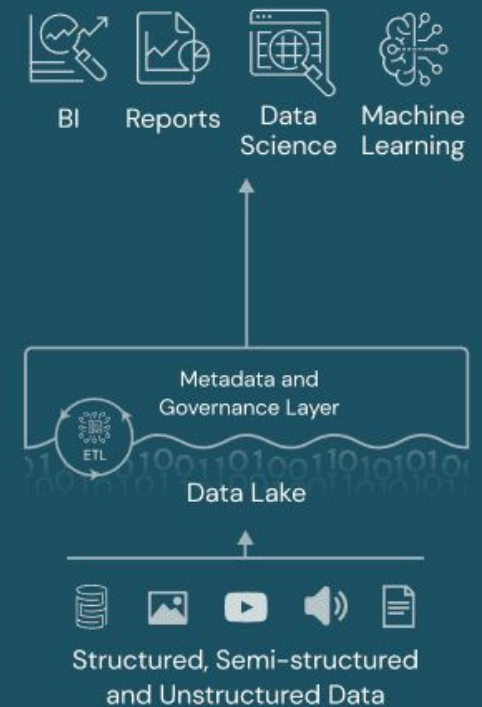 BI
Reports
Data
Science
Machine
Learning
Metadata and
Governance Layer
ETL
Data Lake
Structured, Semi-structured
and Unstructured Data